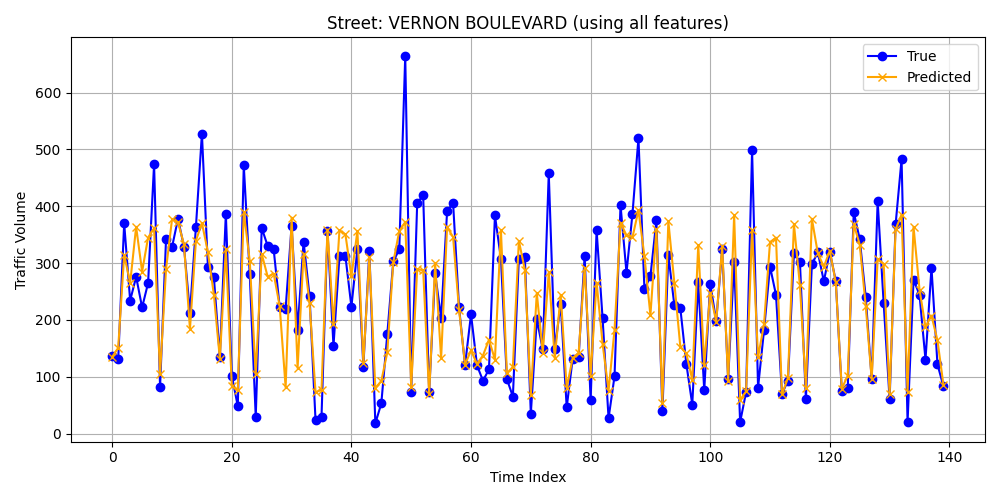 Street: VERNON BOULEVARD (using all features)
True
Predicted
Traffic Volume
600
500
400
300
200
100
0
0 20 40 60 80 100 120 140
Time Index